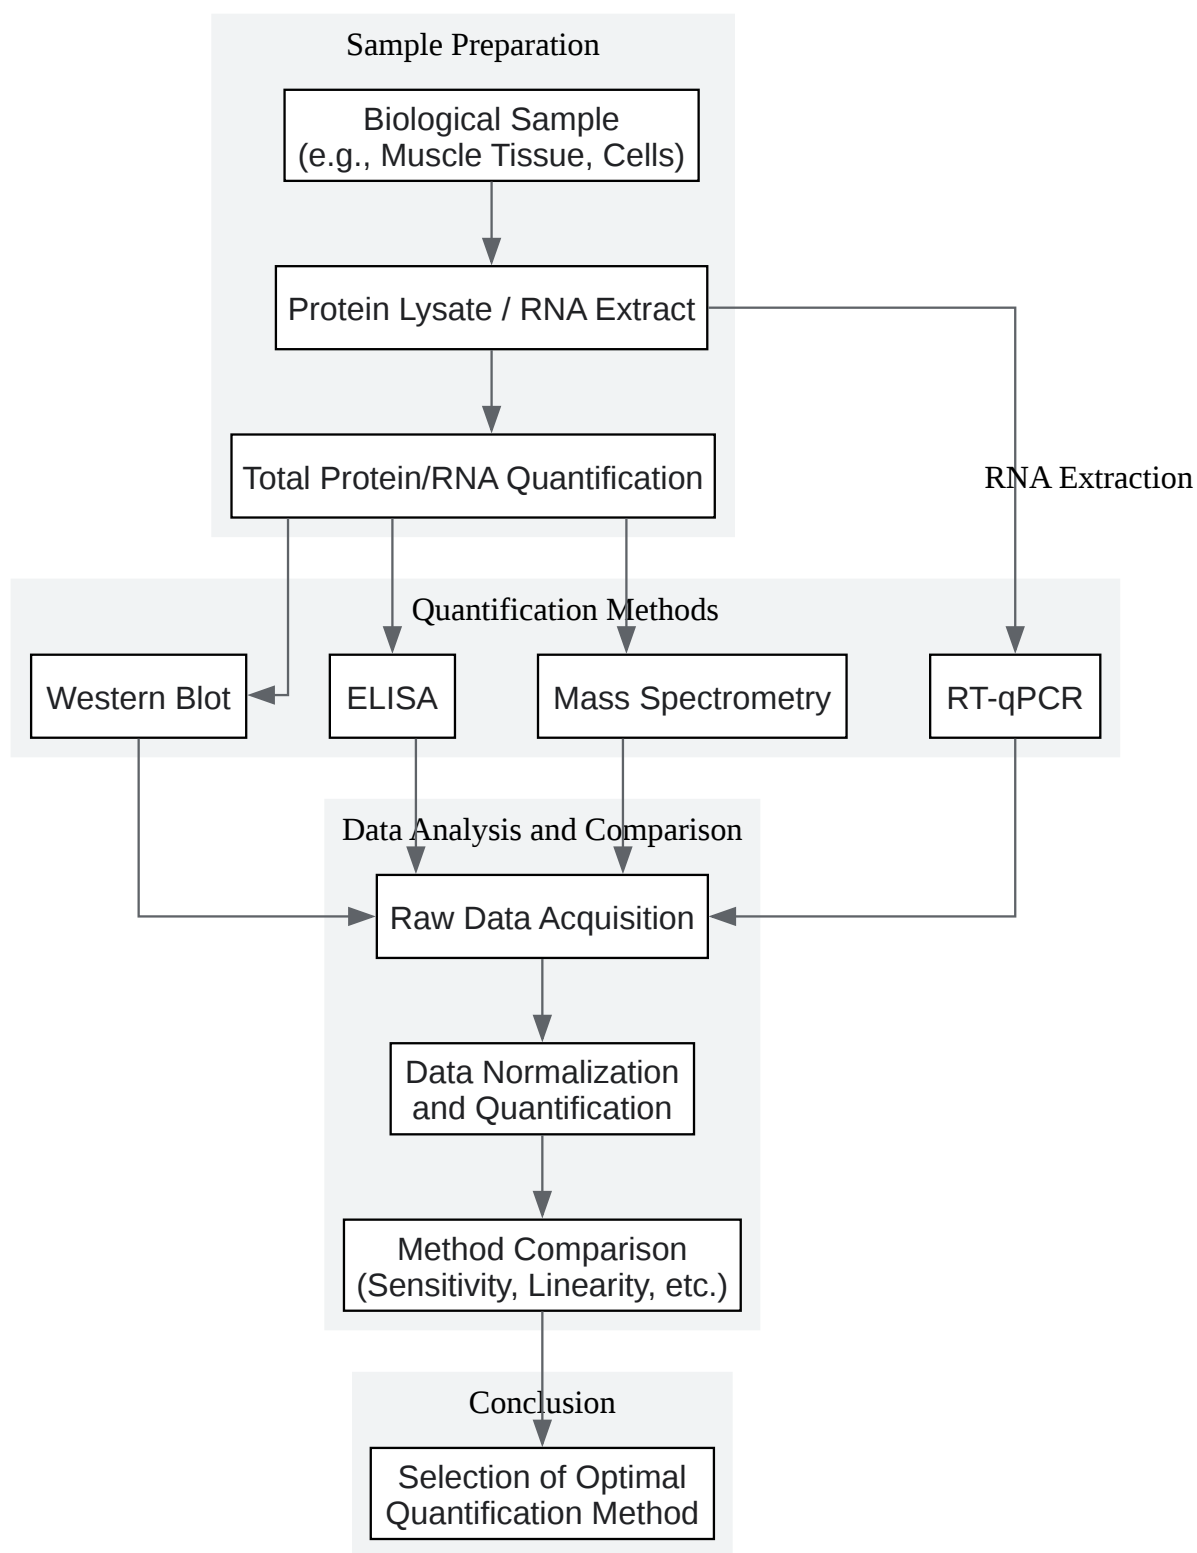 Sample Preparation
Biological Sample
(e.g., Muscle Tissue, Cells)
Protein Lysate / RNA Extract
Total Protein/RNA Quantification
RNA Extraction
Quantification Methods
Western Blot
ELISA
Mass Spectrometry
RT-qPCR
Data Analysis and Comparison
Raw Data Acquisition
Data Normalization
and Quantification
Method Comparison
(Sensitivity, Linearity, etc.)
Conclusion
Selection of Optimal
Quantification Method